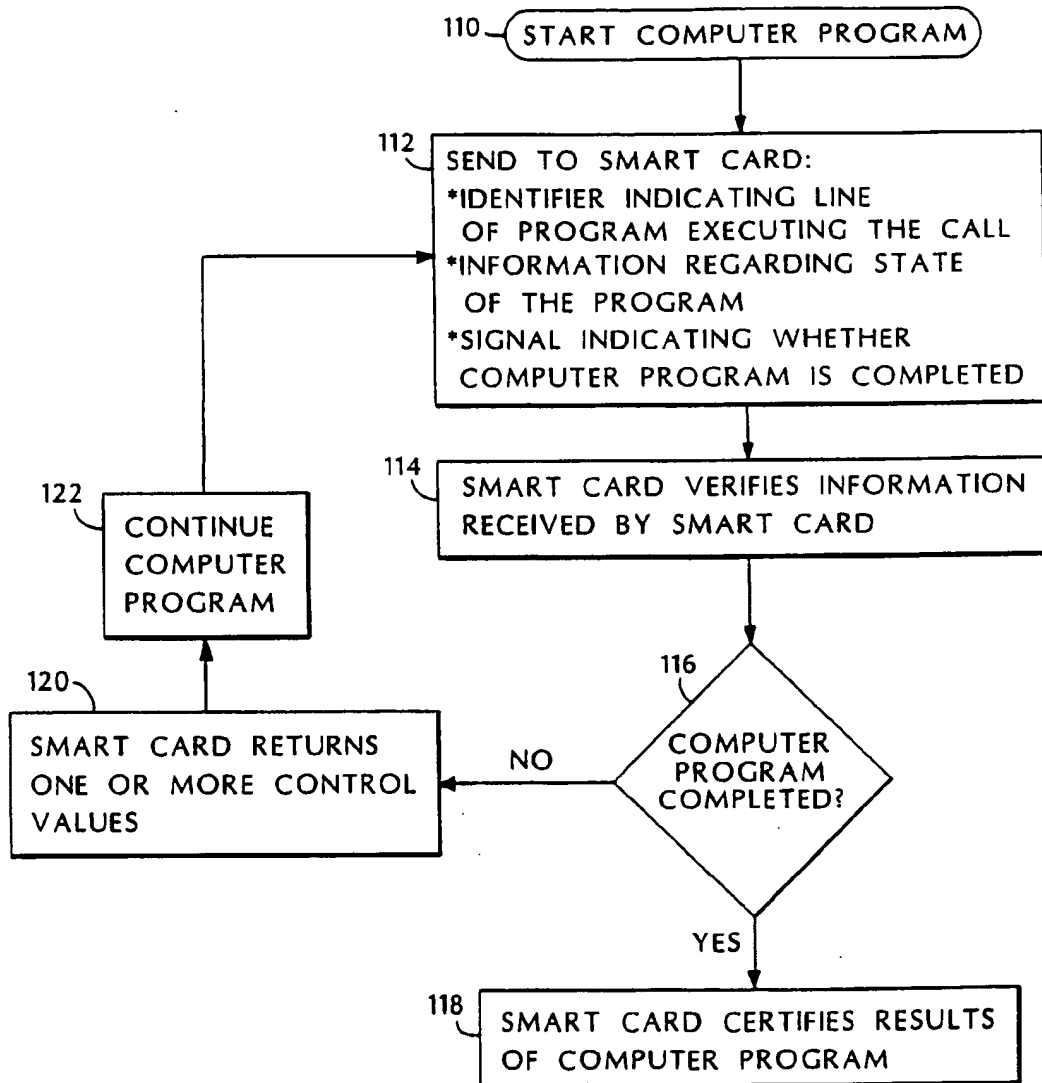 110
START COMPUTER PROGRAM
112
SEND TO SMART CARD:
*IDENTIFIER INDICATING LINE
OF PROGRAM EXECUTING THE CALL
*INFORMATION REGARDING STATE
OF THE PROGRAM
*SIGNAL INDICATING WHETHER
COMPUTER PROGRAM IS COMPLETED
114
SMART CARD VERIFIES INFORMATION
RECEIVED BY SMART CARD
116
COMPUTER
PROGRAM
COMPLETED?
NO
120
SMART CARD RETURNS
ONE OR MORE CONTROL
VALUES
122
CONTINUE
COMPUTER
PROGRAM
YES
118
SMART CARD CERTIFIES RESULTS
OF COMPUTER PROGRAM